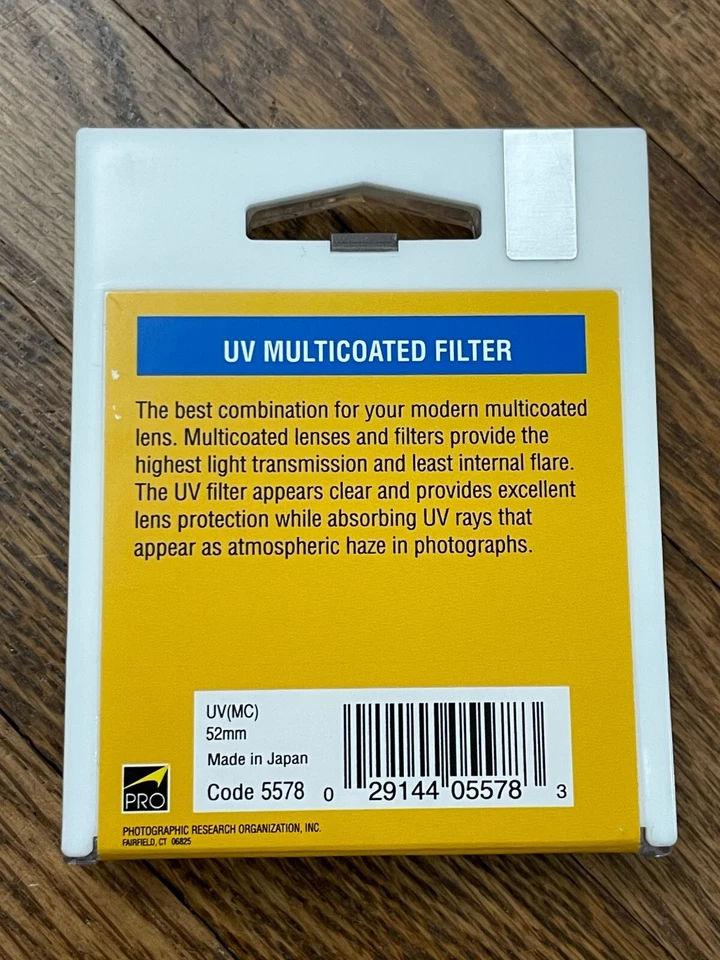 UV MULTICOATED FILTER
The best combination for your modern multicoated
lens. Multicoated lenses and filters provide the
highest light transmission and least internal flare.
The UV filter appears clear and provides excellent
lens protection while absorbing UV rays that
appear as atmospheric haze in photographs.
UV(MC)
52mm
Made in Japan
Code 5578
0 29144 05578 3
PRO
PHOTOGRAPHIC RESEARCH ORGANIZATION, INC.
FAIRFIELD, CT 06825